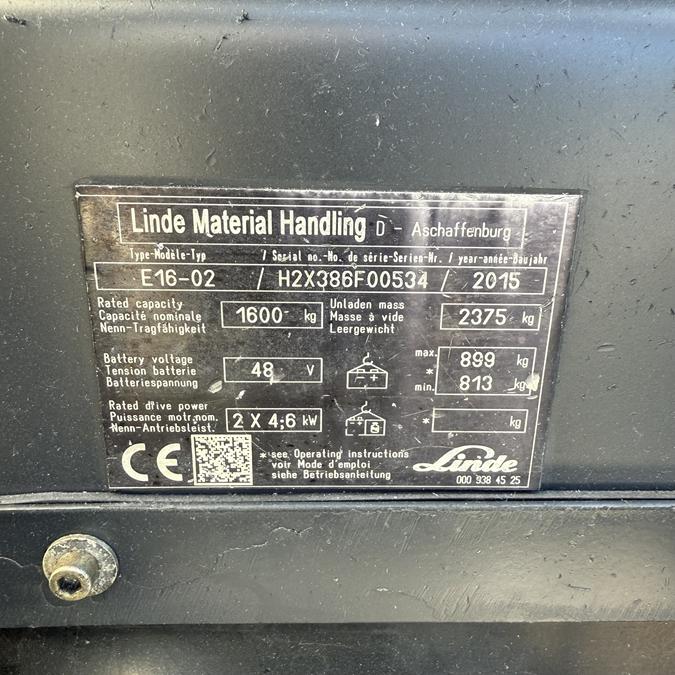 Linde Material Handling D - Aschaffenburg
Type-Modèle-Typ / Serial no.-No. de série-Serien-Nr. / year-année-Baujahr
E16-02 / H2X386F00534 / 2015
Rated capacity
Capacité nominale
Nenn-Tragfähigkeit
1600 kg
Unladen mass
Masse à vide
Leergewicht
2375 kg
Battery voltage
Tension batterie
Batteriespannung
48 V
- +
max. 899 kg
*
min. 813 kg
Rated drive power
Puissance motr.nom.
Nenn-Antriebsleist.
2 X 4,6 kW
* kg
CE
* see Operating instructions
voir Mode d'emploi
siehe Betriebsanleitung
Linde
000 938 45 25